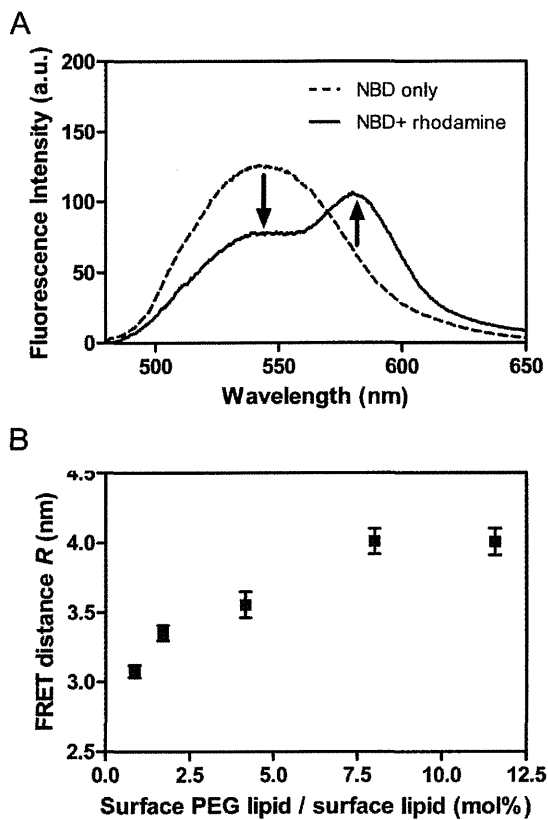 A
200
150
100
50
0
Fluorescence Intensity (a.u.)
NBD only
NBD+ rhodamine
500 550 600 650
Wavelength (nm)
B
4.5
4.0
3.5
3.0
2.5
FRET distance R (nm)
0.0 2.5 5.0 7.5 10.0 12.5
Surface PEG lipid / surface lipid (mol%)